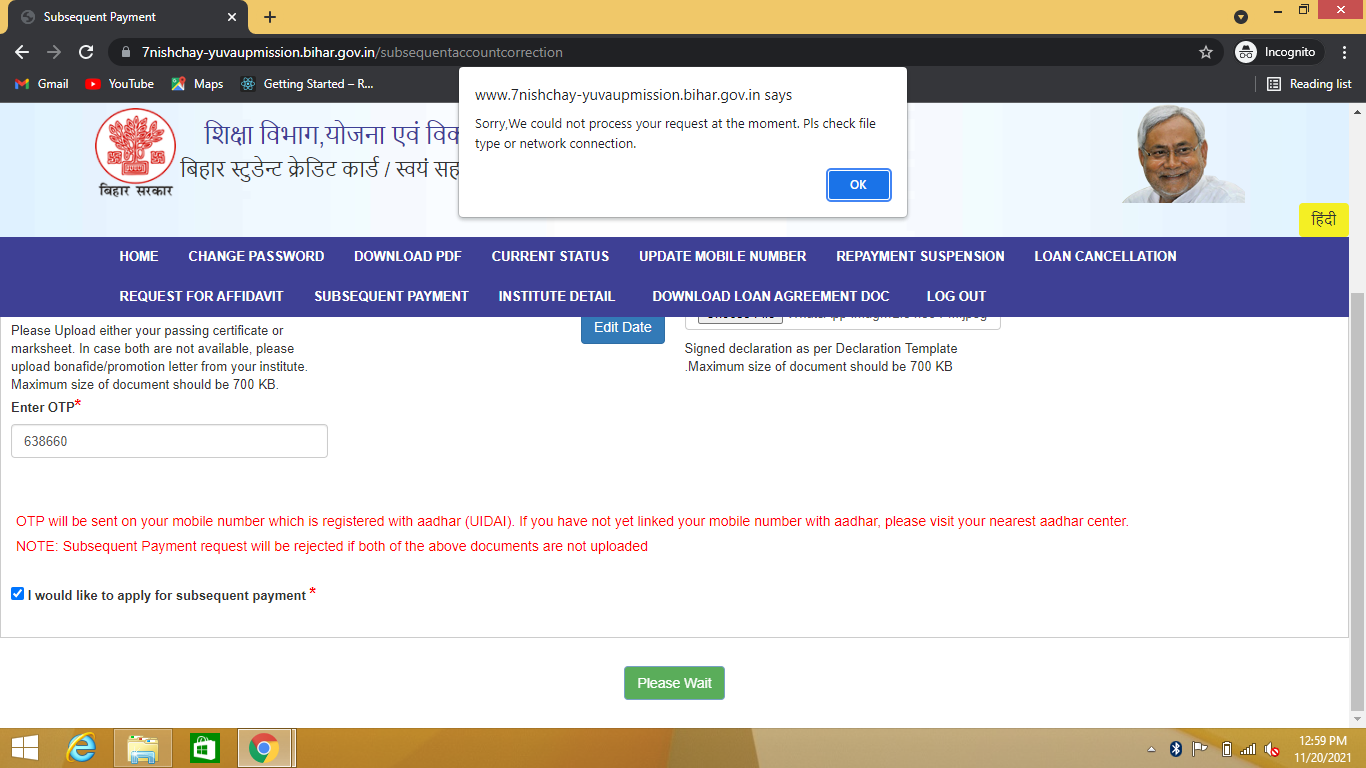 Subsequent Payment
7nishchay-yuvaupmission.bihar.gov.in/subsequentaccountcorrection
Incognito
Gmail
YouTube
Maps
Getting Started – R...
Reading list
www.7nishchay-yuvaupmission.bihar.gov.in says
Sorry,We could not process your request at the moment. Pls check file
type or network connection.
OK
शिक्षा विभाग,योजना एवं विक
बिहार स्टुडेन्ट क्रेडिट कार्ड / स्वयं सह
बिहार सरकार
हिंदी
HOME
CHANGE PASSWORD
DOWNLOAD PDF
CURRENT STATUS
UPDATE MOBILE NUMBER
REPAYMENT SUSPENSION
LOAN CANCELLATION
REQUEST FOR AFFIDAVIT
SUBSEQUENT PAYMENT
INSTITUTE DETAIL
DOWNLOAD LOAN AGREEMENT DOC
LOG OUT
Please Upload either your passing certificate or
marksheet. In case both are not available, please
upload bonafide/promotion letter from your institute.
Maximum size of document should be 700 KB.
Edit Date
Signed declaration as per Declaration Template
.Maximum size of document should be 700 KB
Enter OTP*
638660
OTP will be sent on your mobile number which is registered with aadhar (UIDAI). If you have not yet linked your mobile number with aadhar, please visit your nearest aadhar center.
NOTE: Subsequent Payment request will be rejected if both of the above documents are not uploaded
I would like to apply for subsequent payment *
Please Wait
12:59 PM
11/20/2021